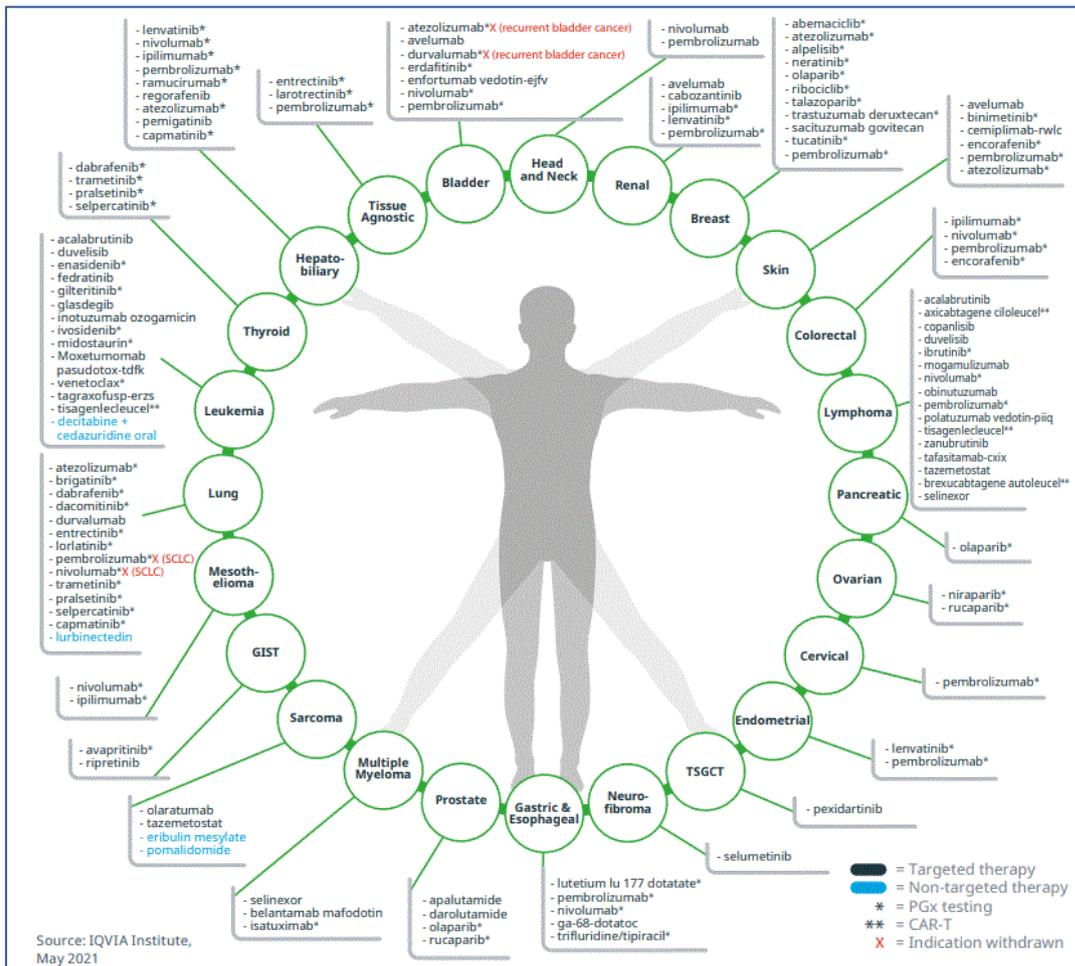 - lenvatinib*
- nivolumab*
- ipilimumab*
- pembrolizumab*
- ramucirumab*
- regorafenib
- atezolizumab*
- pemigatinib
- capmatinib*
- entrectinib*
- larotrectinib*
- pembrolizumab*
- atezolizumab*X (recurrent bladder cancer)
- avelumab
- durvalumab*X (recurrent bladder cancer)
- erdafitinib*
- enfortumab vedotin-ejfv
- nivolumab*
- pembrolizumab*
- nivolumab
- pembrolizumab
- avelumab
- cabozantinib
- ipilimumab*
- lenvatinib*
- pembrolizumab*
- abemaciclib*
- atezolizumab*
- alpelisib*
- neratinib*
- olaparib*
- ribociclib*
- talazoparib*
- trastuzumab deruxtecan*
- sacituzumab govitecan
- tucatinib*
- pembrolizumab*
- avelumab
- binimetinib*
- cemiplimab-rwlc
- encorafenib*
- pembrolizumab*
- atezolizumab*
- dabrafenib*
- trametinib*
- pralsetinib*
- selpercatinib*
- ipilimumab*
- nivolumab*
- pembrolizumab*
- encorafenib*
Head
and Neck
Bladder
Renal
Tissue
Agnostic
Breast
Hepato-
biliary
Skin
Thyroid
Colorectal
Leukemia
Lymphoma
Lung
Pancreatic
Mesoth-
elioma
Ovarian
GIST
Cervical
Sarcoma
Endometrial
Multiple
Myeloma
TSGCT
Prostate
Gastric &
Esophageal
Neuro-
fibroma
- acalabrutinib
- duvelisib
- enasidenib*
- fedratinib
- gilteritinib*
- glasdegib
- inotuzumab ozogamicin
- ivosidenib*
- midostaurin*
- Moxetumomab
pasudotox-tdfk
- venetoclax*
- tagraxofusp-erzs
- tisagenlecleucel**
- decitabine +
cedazuridine oral
- acalabrutinib
- axicabtagene ciloleucel**
- copanlisib
- duvelisib
- ibrutinib*
- mogamulizumab
- nivolumab*
- obinutuzumab
- pembrolizumab*
- polatuzumab vedotin-piiq
- tisagenlecleucel**
- zanubrutinib
- tafasitamab-cxix
- tazemetostat
- brexucabtagene autoleucel**
- selinexor
- atezolizumab*
- brigatinib*
- dabrafenib*
- dacomitinib*
- durvalumab
- entrectinib*
- lorlatinib*
- pembrolizumab*X (SCLC)
- nivolumab*X (SCLC)
- trametinib*
- pralsetinib*
- selpercatinib*
- capmatinib*
- lurbinectedin
- olaparib*
- niraparib*
- rucaparib*
- pembrolizumab*
- nivolumab*
- ipilimumab*
- lenvatinib*
- pembrolizumab*
- avapritinib*
- ripretinib
- pexidartinib
- olaratumab
- tazemetostat
- eribulin mesylate
- pomalidomide
- selumetinib
- selinexor
- belantamab mafodotin
- isatuximab*
- apalutamide
- darolutamide
- olaparib*
- rucaparib*
- lutetium lu 177 dotatate*
- pembrolizumab*
- nivolumab*
- ga-68-dotatoc
- trifluridine/tipiracil*
= Targeted therapy
= Non-targeted therapy
* = PGx testing
** = CAR-T
X = Indication withdrawn
Source: IQVIA Institute,
May 2021